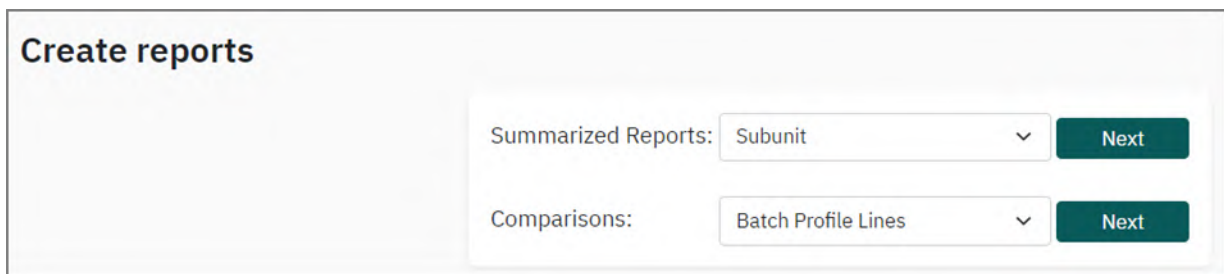 Create reports
Summarized Reports: Subunit Next
Comparisons: Batch Profile Lines Next